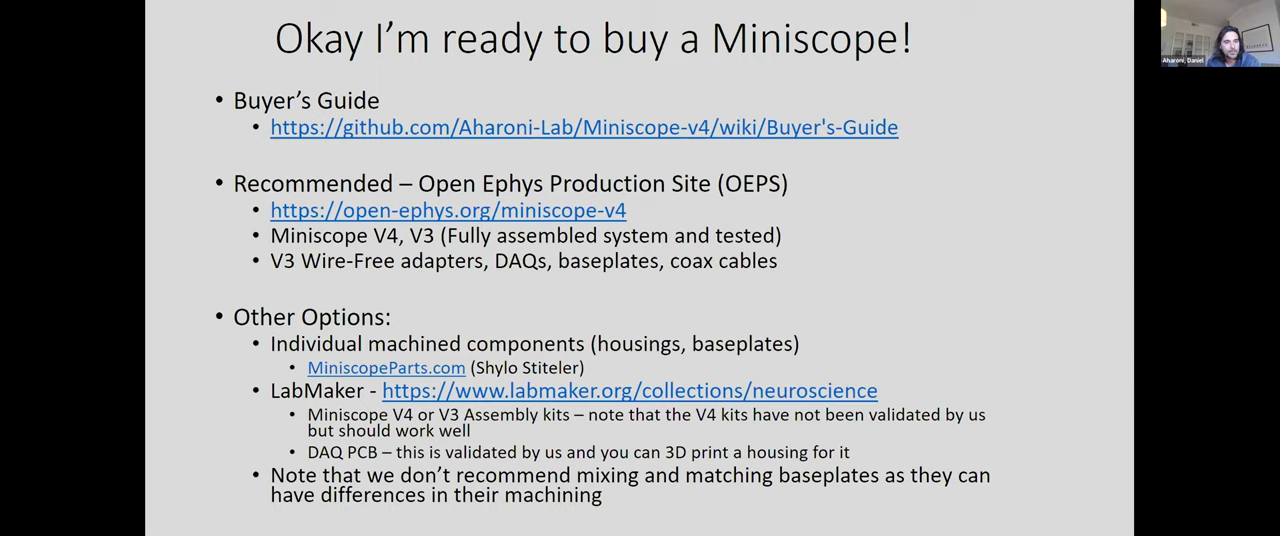 Okay I'm ready to buy a Miniscope!
Aharoni, Daniel
• Buyer's Guide
• https://github.com/Aharoni-Lab/Miniscope-v4/wiki/Buyer's-Guide
• Recommended – Open Ephys Production Site (OEPS)
• https://open-ephys.org/miniscope-v4
• Miniscope V4, V3 (Fully assembled system and tested)
• V3 Wire-Free adapters, DAQs, baseplates, coax cables
• Other Options:
• Individual machined components (housings, baseplates)
• MiniscopeParts.com (Shylo Stiteler)
• LabMaker - https://www.labmaker.org/collections/neuroscience
• Miniscope V4 or V3 Assembly kits – note that the V4 kits have not been validated by us
but should work well
• DAQ PCB – this is validated by us and you can 3D print a housing for it
• Note that we don't recommend mixing and matching baseplates as they can
have differences in their machining